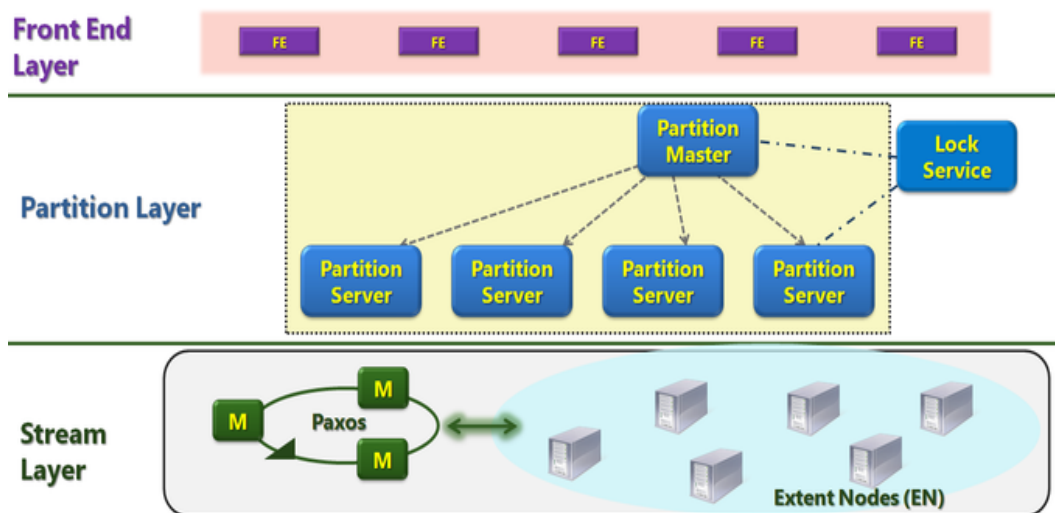 Front End
Layer
FE
FE
FE
FE
FE
Partition Layer
Partition
Master
Lock
Service
Partition
Server
Partition
Server
Partition
Server
Partition
Server
Stream
Layer
M
M
M
Paxos
Extent Nodes (EN)